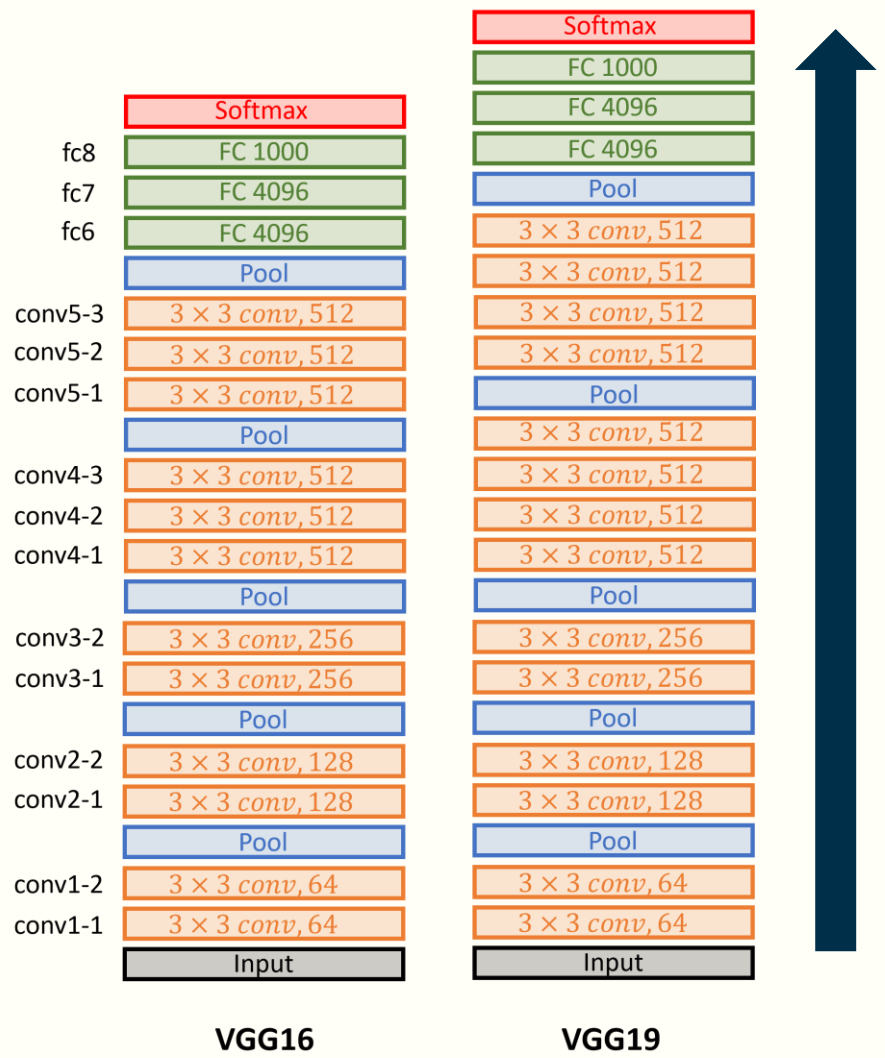 Softmax
FC 1000
Softmax
FC 4096
fc8 FC 1000 FC 4096
fc7 FC 4096 Pool
fc6 FC 4096 3 × 3 conv, 512
Pool 3 × 3 conv, 512
conv5-3 3 × 3 conv, 512 3 × 3 conv, 512
conv5-2 3 × 3 conv, 512 3 × 3 conv, 512
conv5-1 3 × 3 conv, 512 Pool
Pool 3 × 3 conv, 512
conv4-3 3 × 3 conv, 512 3 × 3 conv, 512
conv4-2 3 × 3 conv, 512 3 × 3 conv, 512
conv4-1 3 × 3 conv, 512 3 × 3 conv, 512
Pool Pool
conv3-2 3 × 3 conv, 256 3 × 3 conv, 256
conv3-1 3 × 3 conv, 256 3 × 3 conv, 256
Pool Pool
conv2-2 3 × 3 conv, 128 3 × 3 conv, 128
conv2-1 3 × 3 conv, 128 3 × 3 conv, 128
Pool Pool
conv1-2 3 × 3 conv, 64 3 × 3 conv, 64
conv1-1 3 × 3 conv, 64 3 × 3 conv, 64
Input Input
VGG16 VGG19